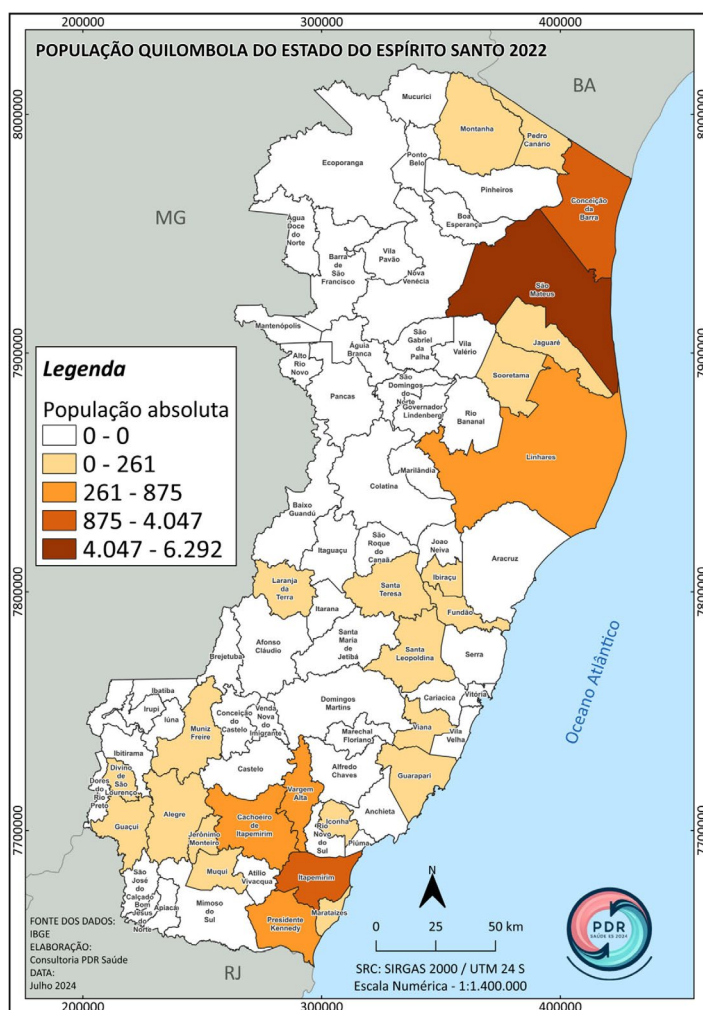 200000
300000
400000
POPULAÇÃO QUILOMBOLA DO ESTADO DO ESPÍRITO SANTO 2022
BA
8000000
8000000
Mucurici
Montanha
Pedro
Canário
Ecoporanga
Ponto
Belo
Pinheiros
Conceição
da
Barra
MG
Água
Doce
do
Norte
Boa
Esperança
Vila
Pavão
Barra
de
São
Francisco
Nova
Venécia
São
Mateus
Mantenópolis
Águia
Branca
São
Gabriel
da
Palha
Vila
Valério
Jaguaré
7900000
7900000
Alto
Rio
Novo
Sooretama
Pancas
São
Domingos
do
Norte
Governador
Lindenberg
Rio
Bananal
Legenda
População absoluta
0 - 0
0 - 261
261 - 875
875 - 4.047
4.047 - 6.292
Linhares
Marilândia
Colatina
Baixo
Guandú
Itaguaçu
São
Roque
do
Canaã
Joao
Neiva
Aracruz
Ibiraçu
Laranja
da
Terra
Santa
Teresa
7800000
7800000
Itarana
Fundão
Afonso
Cláudio
Santa
Maria
de
Jetibá
Santa
Leopoldina
Serra
Brejetuba
Oceano Atlântico
Ibatiba
Irupi
Iúna
Cariacica
Vitória
Domingos
Martins
Conceição
do
Castelo
Venda
Nova
do
Imigrante
Muniz
Freire
Viana
Vila
Velha
Marechal
Floriano
Ibitirama
Castelo
Alfredo
Chaves
Guarapari
Divino
de
São
Lourenço
Dores
do
Rio
Preto
Vargem
Alta
Anchieta
Guaçuí
Alegre
Cachoeiro
de
Itapemirim
Iconha
7700000
7700000
Jerônimo
Monteiro
Rio
Novo
do
Sul
Piúma
Muqui
Atílio
Vivacqua
Itapemirim
São
José
do
Calçado
Bom
Jesus
do
Norte
Apiacá
Mimoso
do
Sul
Presidente
Kennedy
Marataízes
N
0
25
50 km
FONTE DOS DADOS:
IBGE
ELABORAÇÃO:
Consultoria PDR Saúde
DATA:
Julho 2024
RJ
SRC: SIRGAS 2000 / UTM 24 S
Escala Numérica - 1:1.400.000
PDR
SAÚDE ES 2024
200000
300000
400000